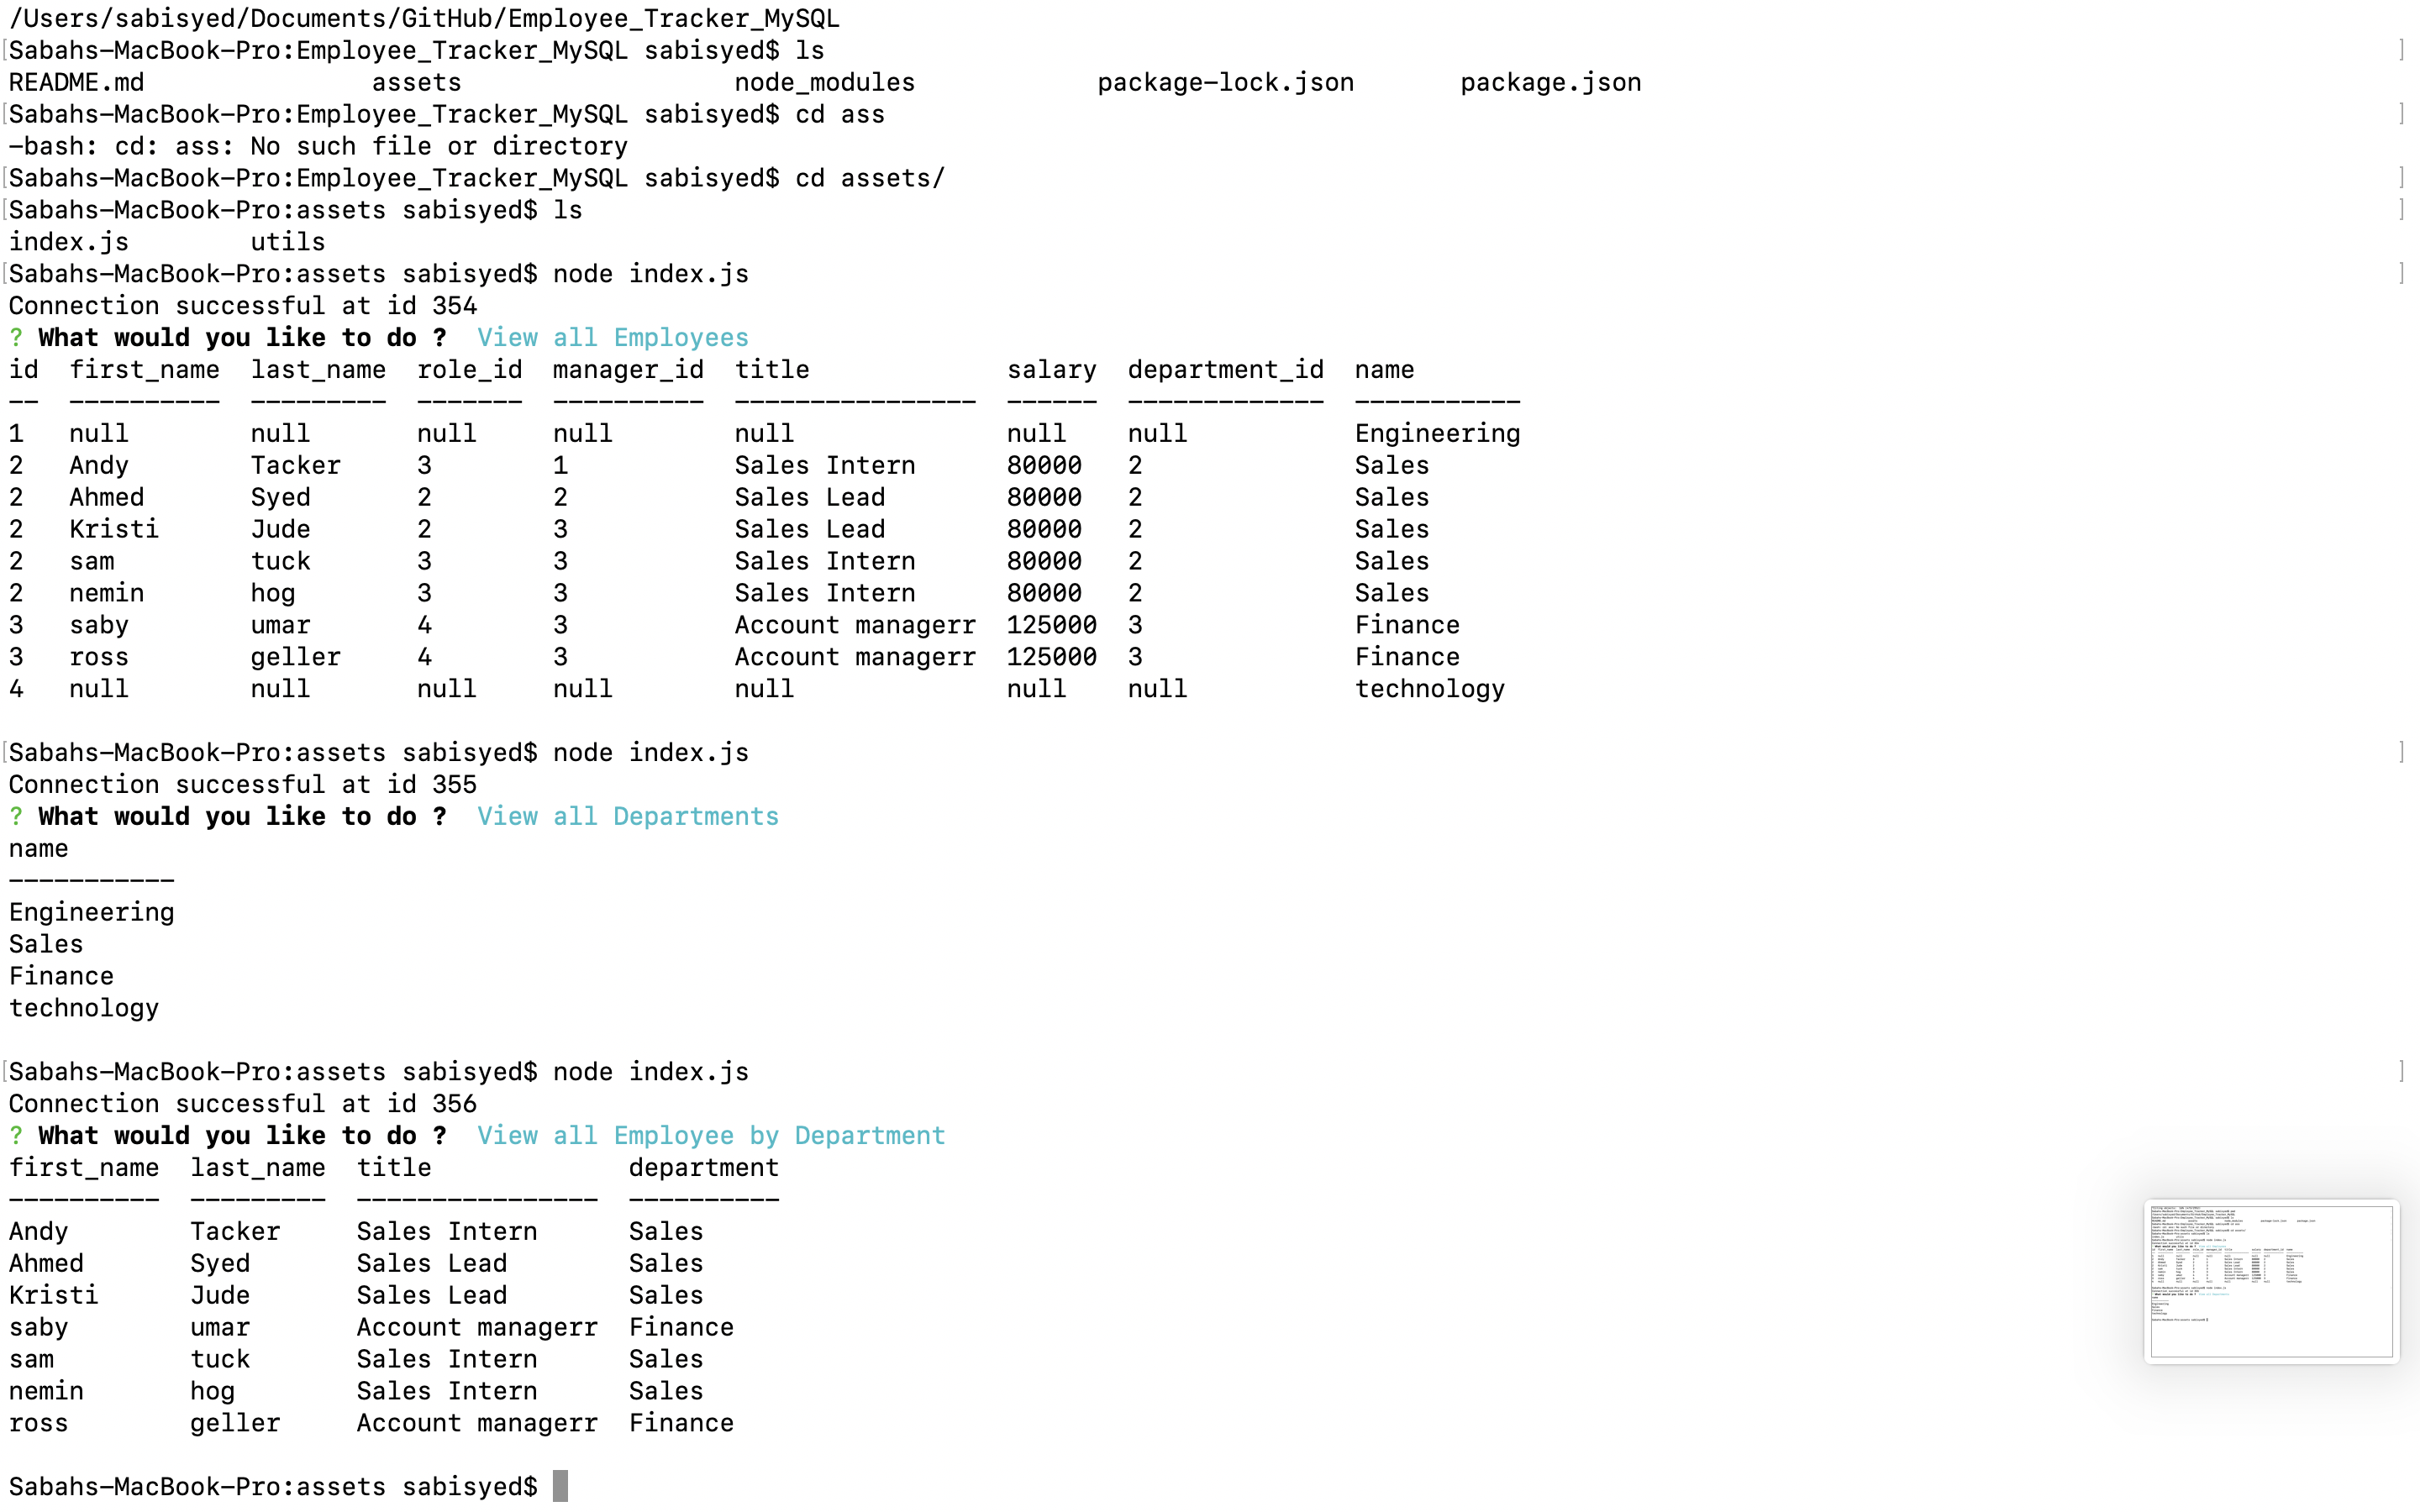 /Users/sabisyed/Documents/GitHub/Employee_Tracker_MySQL
[Sabahs-MacBook-Pro:Employee_Tracker_MySQL sabisyed$ ls ]
README.md assets node_modules package-lock.json package.json
[Sabahs-MacBook-Pro:Employee_Tracker_MySQL sabisyed$ cd ass ]
-bash: cd: ass: No such file or directory
[Sabahs-MacBook-Pro:Employee_Tracker_MySQL sabisyed$ cd assets/ ]
[Sabahs-MacBook-Pro:assets sabisyed$ ls ]
index.js utils
[Sabahs-MacBook-Pro:assets sabisyed$ node index.js ]
Connection successful at id 354
? What would you like to do ? View all Employees
id first_name last_name role_id manager_id title salary department_id name
-- ---------- --------- ------- ---------- ---------------- ------ ------------- -----------
1 null null null null null null null Engineering
2 Andy Tacker 3 1 Sales Intern 80000 2 Sales
2 Ahmed Syed 2 2 Sales Lead 80000 2 Sales
2 Kristi Jude 2 3 Sales Lead 80000 2 Sales
2 sam tuck 3 3 Sales Intern 80000 2 Sales
2 nemin hog 3 3 Sales Intern 80000 2 Sales
3 saby umar 4 3 Account managerr 125000 3 Finance
3 ross geller 4 3 Account managerr 125000 3 Finance
4 null null null null null null null technology
[Sabahs-MacBook-Pro:assets sabisyed$ node index.js ]
Connection successful at id 355
? What would you like to do ? View all Departments
name
-----------
Engineering
Sales
Finance
technology
[Sabahs-MacBook-Pro:assets sabisyed$ node index.js ]
Connection successful at id 356
? What would you like to do ? View all Employee by Department
first_name last_name title department
---------- --------- ---------------- ----------
Andy Tacker Sales Intern Sales
Ahmed Syed Sales Lead Sales
Kristi Jude Sales Lead Sales
saby umar Account managerr Finance
sam tuck Sales Intern Sales
nemin hog Sales Intern Sales
ross geller Account managerr Finance
Sabahs-MacBook-Pro:assets sabisyed$